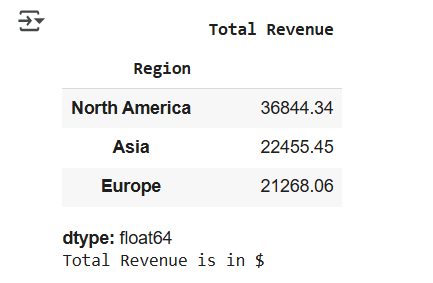 Total Revenue
Region
North America 36844.34
Asia 22455.45
Europe 21268.06
dtype: float64
Total Revenue is in $